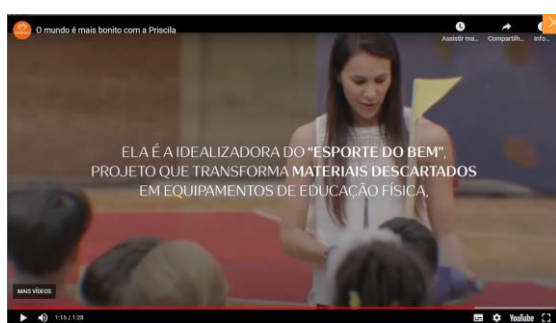 O mundo é mais bonito com a Priscila
Assistir ma... Compartilh... Info...
ELA É A IDEALIZADORA DO “ESPORTE DO BEM”,
PROJETO QUE TRANSFORMA MATERIAIS DESCARTADOS
EM EQUIPAMENTOS DE EDUCAÇÃO FÍSICA,
MAIS VÍDEOS
1:15 / 1:28
YouTube